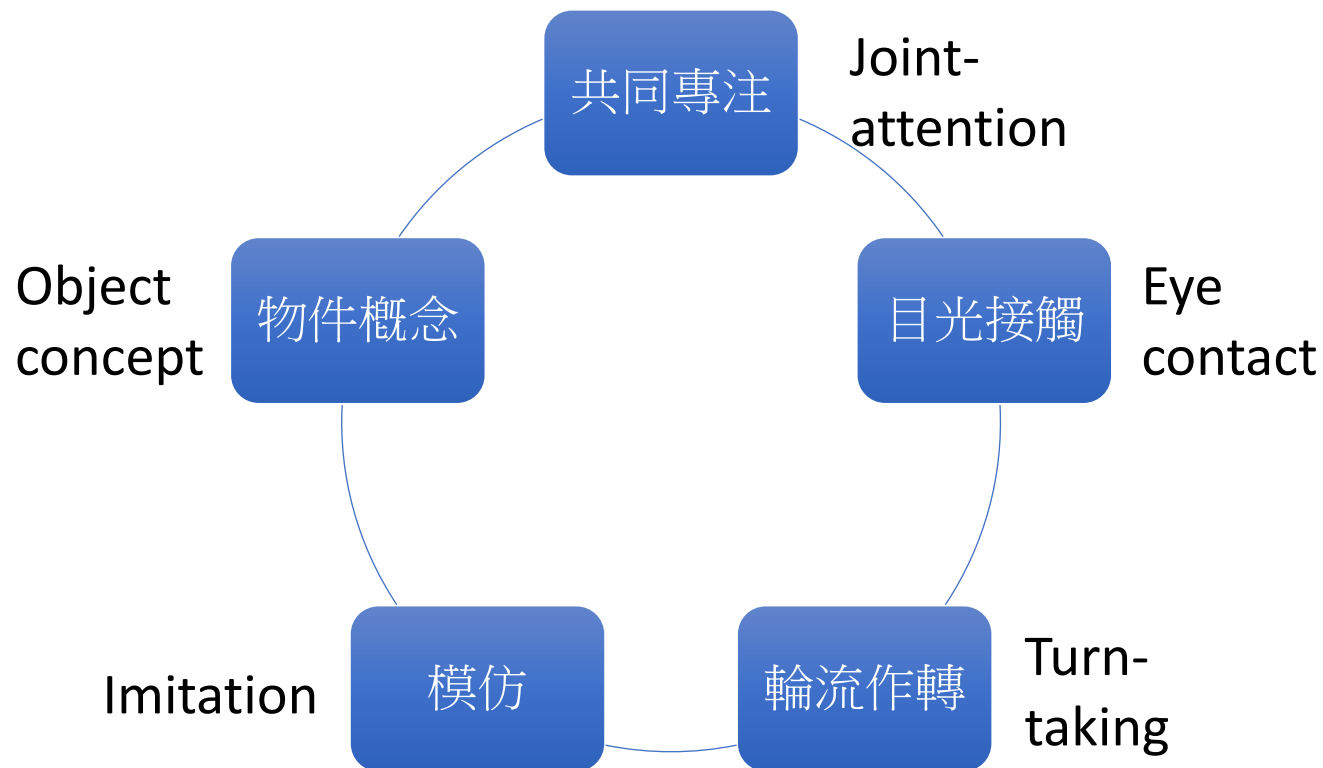 共同專注
Joint-
attention
目光接觸
Eye
contact
輪流作轉
Turn-
taking
模仿
Imitation
物件概念
Object
concept